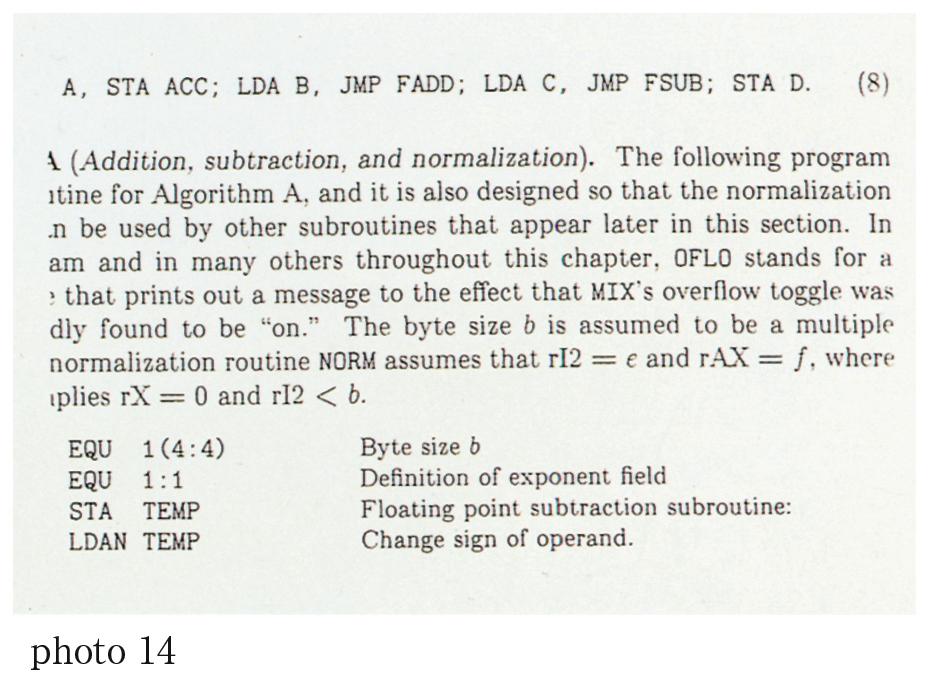 A, STA ACC; LDA B, JMP FADD; LDA C, JMP FSUB; STA D. (8)
(Addition, subtraction, and normalization). The following program
for Algorithm A, and it is also designed so that the normalization
be used by other subroutines that appear later in this section. In
am and in many others throughout this chapter, OFLO stands for a
that prints out a message to the effect that MIX's overflow toggle was
dly found to be “on.” The byte size b is assumed to be a multiple
normalization routine NORM assumes that rI2 = e and rAX = f, where
plies rX = 0 and rI2 < b.
EQU 1(4:4) Byte size b
EQU 1:1 Definition of exponent field
STA TEMP Floating point subtraction subroutine:
LDAN TEMP Change sign of operand.
photo 14